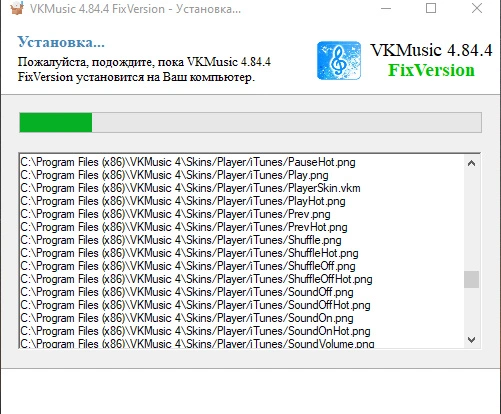 VKMusic 4.84.4 FixVersion - Установка...
Установка...
Пожалуйста, подождите, пока VKMusic 4.84.4
FixVersion установится на Ваш компьютер.
VKMusic 4.84.4
FixVersion
C:\Program Files (x86)\VKMusic 4\Skins/Player/iTunes/PauseHot.png
C:\Program Files (x86)\VKMusic 4\Skins/Player/iTunes/Play.png
C:\Program Files (x86)\VKMusic 4\Skins/Player/iTunes/PlayerSkin.vkm
C:\Program Files (x86)\VKMusic 4\Skins/Player/iTunes/PlayHot.png
C:\Program Files (x86)\VKMusic 4\Skins/Player/iTunes/Prev.png
C:\Program Files (x86)\VKMusic 4\Skins/Player/iTunes/PrevHot.png
C:\Program Files (x86)\VKMusic 4\Skins/Player/iTunes/Shuffle.png
C:\Program Files (x86)\VKMusic 4\Skins/Player/iTunes/ShuffleHot.png
C:\Program Files (x86)\VKMusic 4\Skins/Player/iTunes/ShuffleOff.png
C:\Program Files (x86)\VKMusic 4\Skins/Player/iTunes/ShuffleOffHot.png
C:\Program Files (x86)\VKMusic 4\Skins/Player/iTunes/SoundOff.png
C:\Program Files (x86)\VKMusic 4\Skins/Player/iTunes/SoundOffHot.png
C:\Program Files (x86)\VKMusic 4\Skins/Player/iTunes/SoundOn.png
C:\Program Files (x86)\VKMusic 4\Skins/Player/iTunes/SoundOnHot.png
C:\Program Files (x86)\VKMusic 4\Skins/Player/iTunes/SoundVolume.png